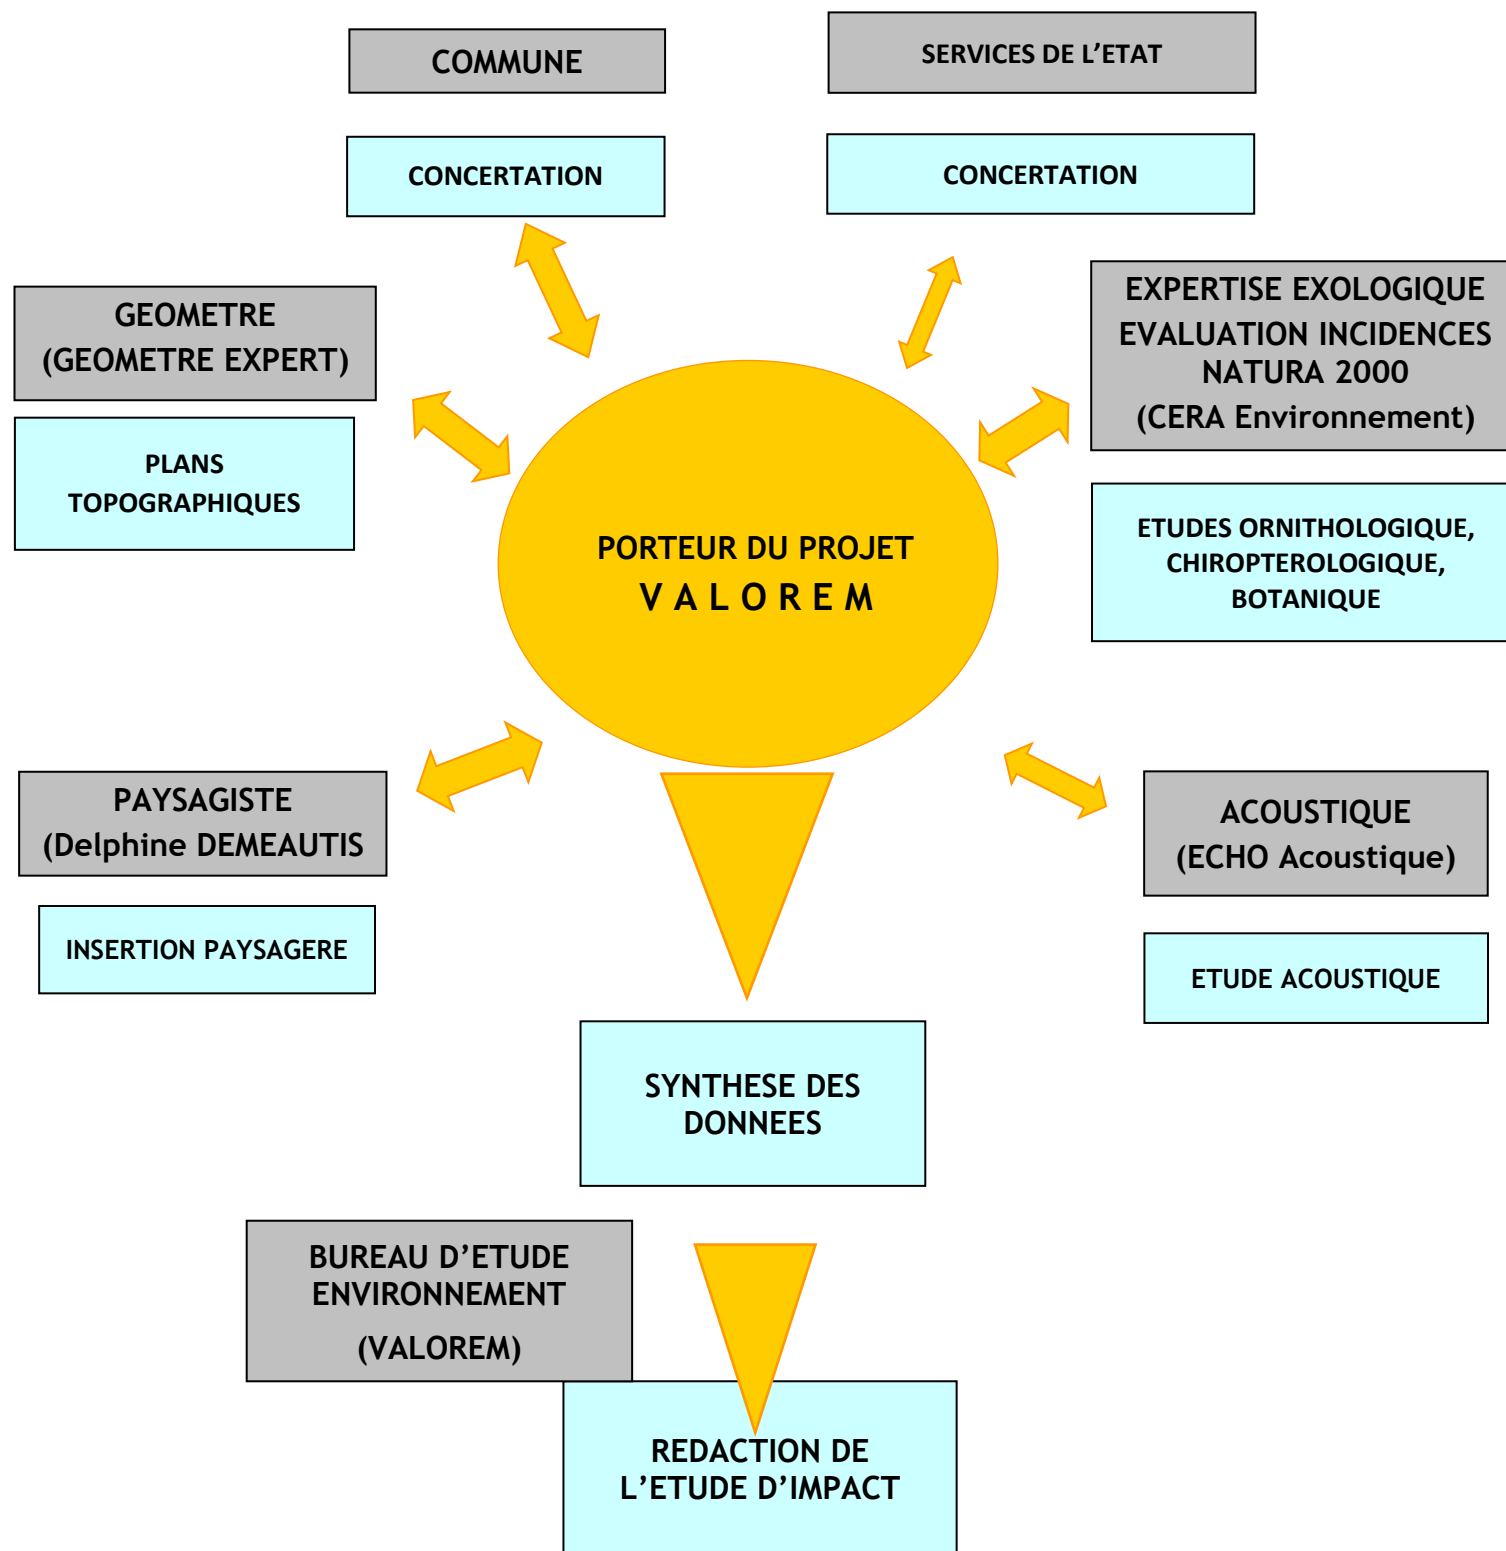 COMMUNE
SERVICES DE L’ETAT
CONCERTATION
CONCERTATION
GEOMETRE
(GEOMETRE EXPERT)
PLANS
TOPOGRAPHIQUES
EXPERTISE EXOLOGIQUE
EVALUATION INCIDENCES
NATURA 2000
(CERA Environnement)
ETUDES ORNITHOLOGIQUE,
CHIROPTEROLOGIQUE,
BOTANIQUE
PORTEUR DU PROJET
V A L O R E M
PAYSAGISTE
(Delphine DEMEAUTIS
INSERTION PAYSAGERE
ACOUSTIQUE
(ECHO Acoustique)
ETUDE ACOUSTIQUE
SYNTHESE DES
DONNEES
BUREAU D’ETUDE
ENVIRONNEMENT
(VALOREM)
REDACTION DE
L’ETUDE D’IMPACT